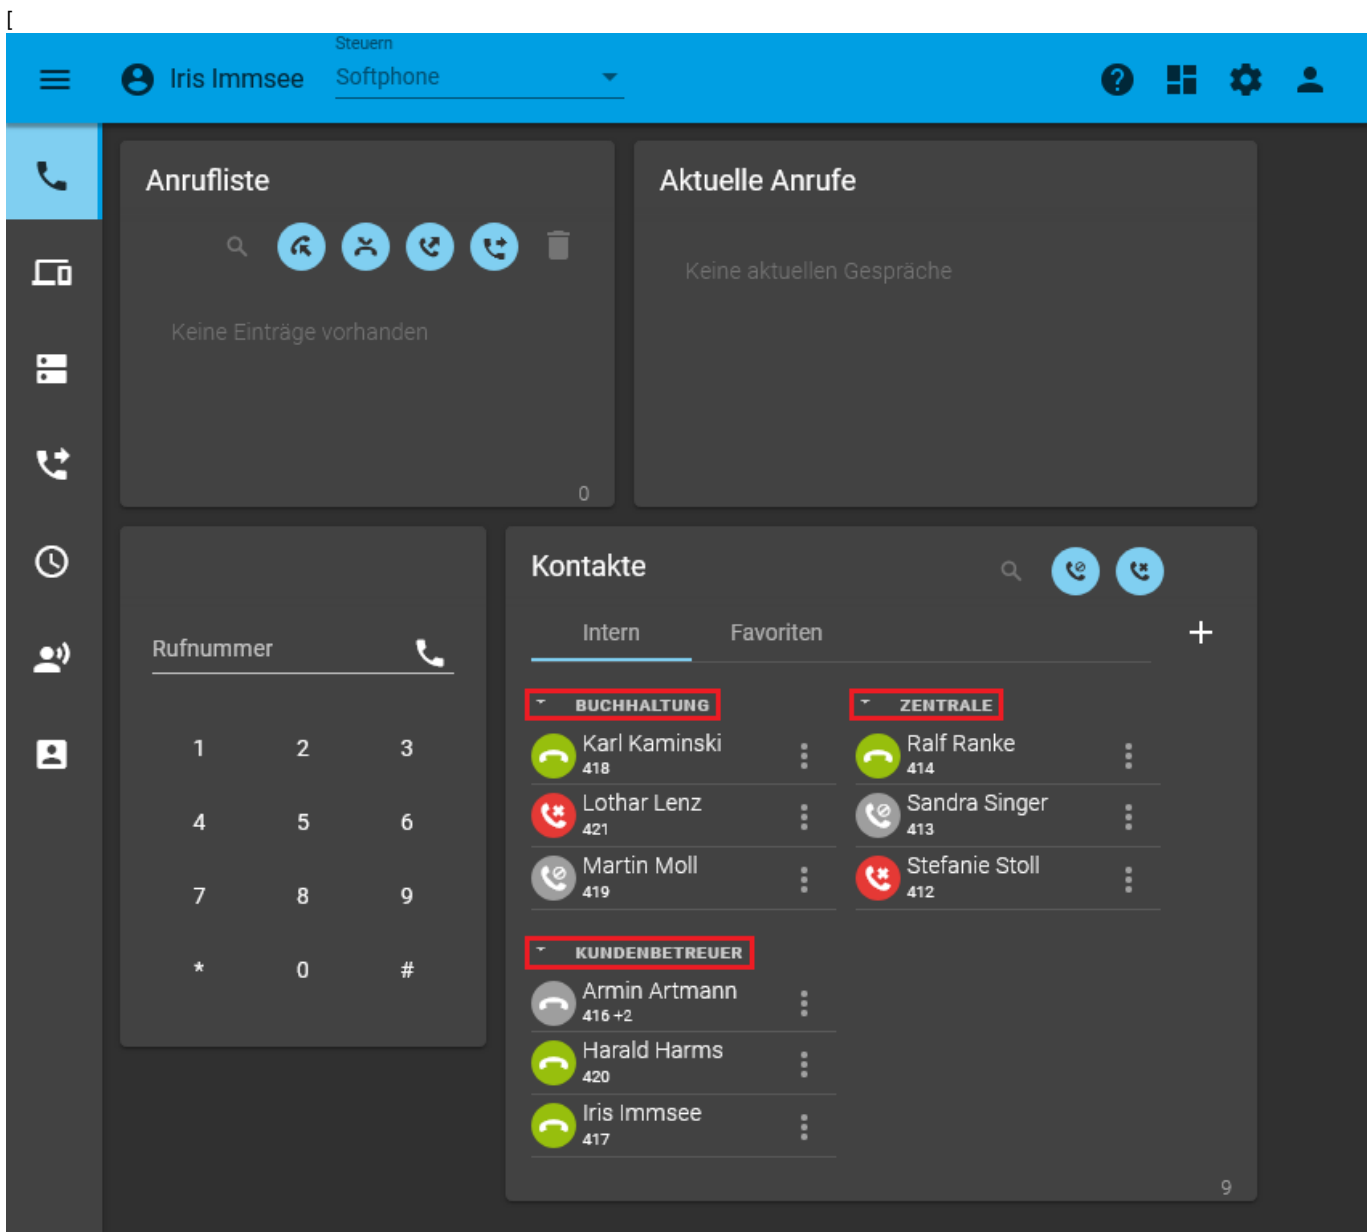 [
Steuern
Iris Immsee Softphone
Anrufliste
Keine Einträge vorhanden
0
Aktuelle Anrufe
Keine aktuellen Gespräche
Rufnummer
1 2 3
4 5 6
7 8 9
* 0 #
Kontakte
Intern Favoriten
BUCHHALTUNG
Karl Kaminski
418
Lothar Lenz
421
Martin Moll
419
KUNDENBETREUER
Armin Artmann
416 +2
Harald Harms
420
Iris Immsee
417
ZENTRALE
Ralf Ranke
414
Sandra Singer
413
Stefanie Stoll
412
9